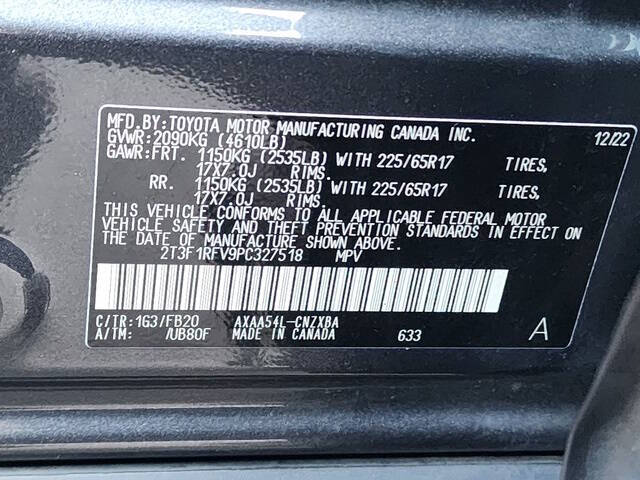 MFD.BY:TOYOTA MOTOR MANUFACTURING CANADA INC. 12/22
GVWR:2090KG (4610LB)
GAWR:FRT. 1150KG (2535LB) WITH 225/65R17 TIRES,
17X7.0J RIMS.
RR. 1150KG (2535LB) WITH 225/65R17 TIRES,
17X7.0J RIMS.
THIS VEHICLE CONFORMS TO ALL APPLICABLE FEDERAL MOTOR
VEHICLE SAFETY AND THEFT PREVENTION STANDARDS IN EFFECT ON
THE DATE OF MANUFACTURE SHOWN ABOVE.
2T3F1RFV9PC327518 MPV
C/TR:1G3/FB20 AXAA54L-CNZXBA
A/TM: /UB80F MADE IN CANADA 633 A